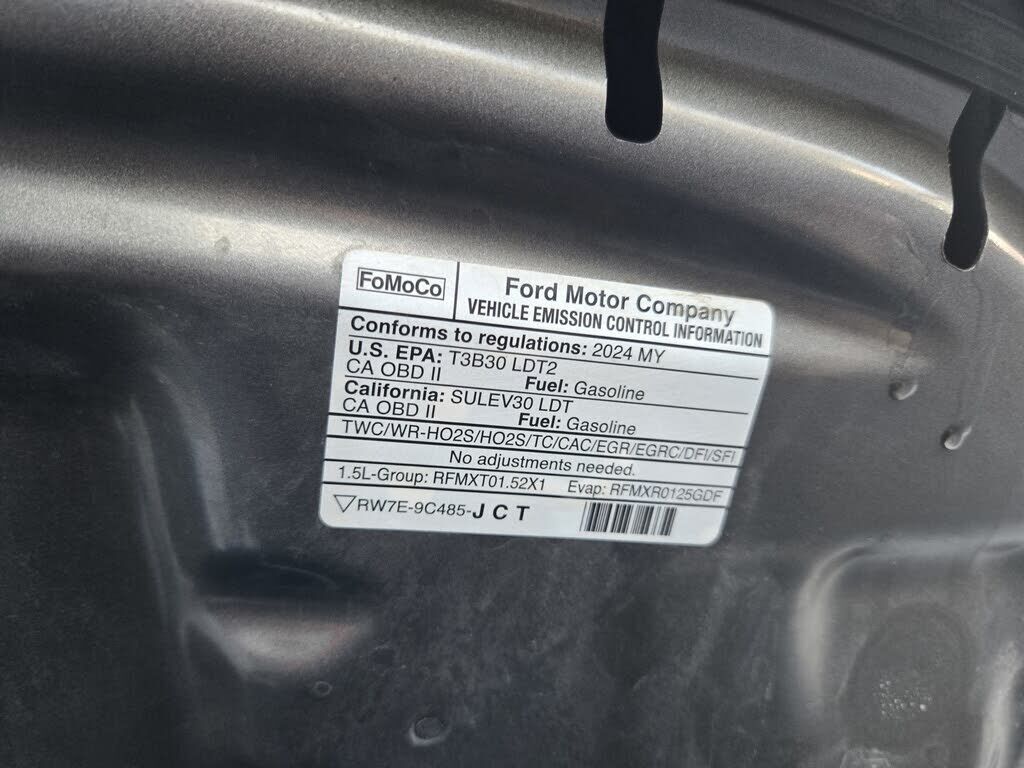 FoMoCo
Ford Motor Company
VEHICLE EMISSION CONTROL INFORMATION
Conforms to regulations: 2024 MY
U.S. EPA: T3B30 LDT2
CA OBD II Fuel: Gasoline
California: SULEV30 LDT
CA OBD II Fuel: Gasoline
TWC/WR-HO2S/HO2S/TC/CAC/EGR/EGRC/DFI/SFI
No adjustments needed.
1.5L-Group: RFMXT01.52X1 Evap: RFMXR0125GDF
RW7E-9C485-JCT